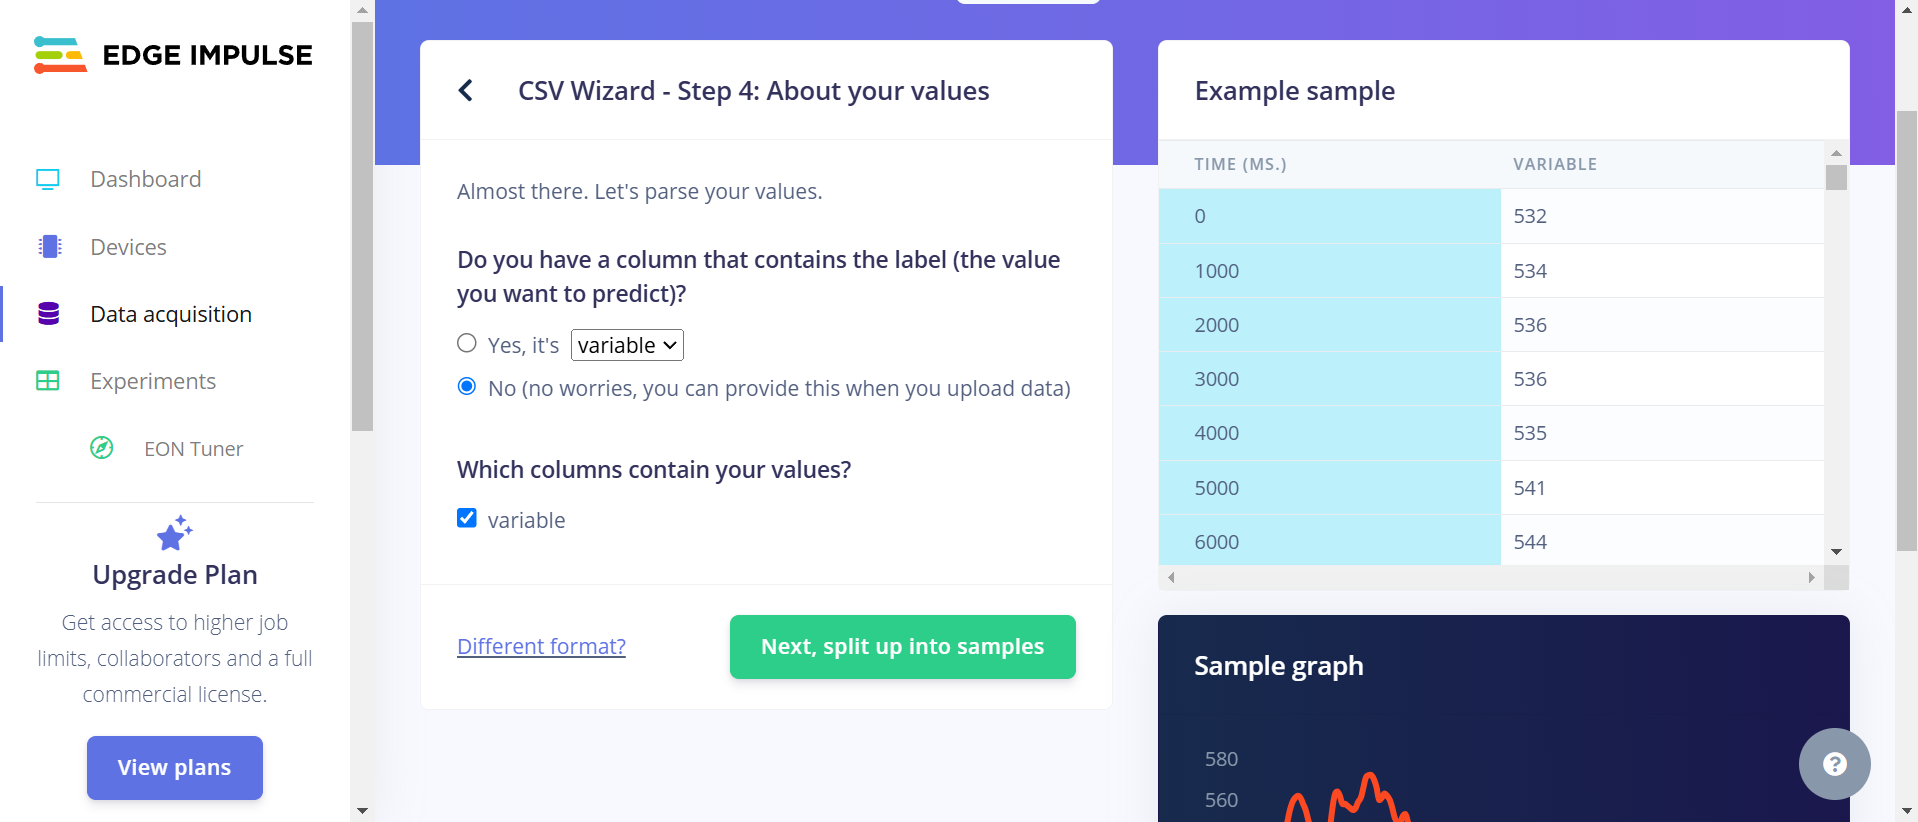 EDGE IMPULSE
Dashboard
Devices
Data acquisition
Experiments
EON Tuner
Upgrade Plan
Get access to higher job
limits, collaborators and a full
commercial license.
View plans
CSV Wizard - Step 4: About your values
Almost there. Let's parse your values.
Do you have a column that contains the label (the value
you want to predict)?
Yes, it's variable
No (no worries, you can provide this when you upload data)
Which columns contain your values?
variable
Different format?
Next, split up into samples
Example sample
TIME (MS.) VARIABLE
0 532
1000 534
2000 536
3000 536
4000 535
5000 541
6000 544
Sample graph
580
560
?